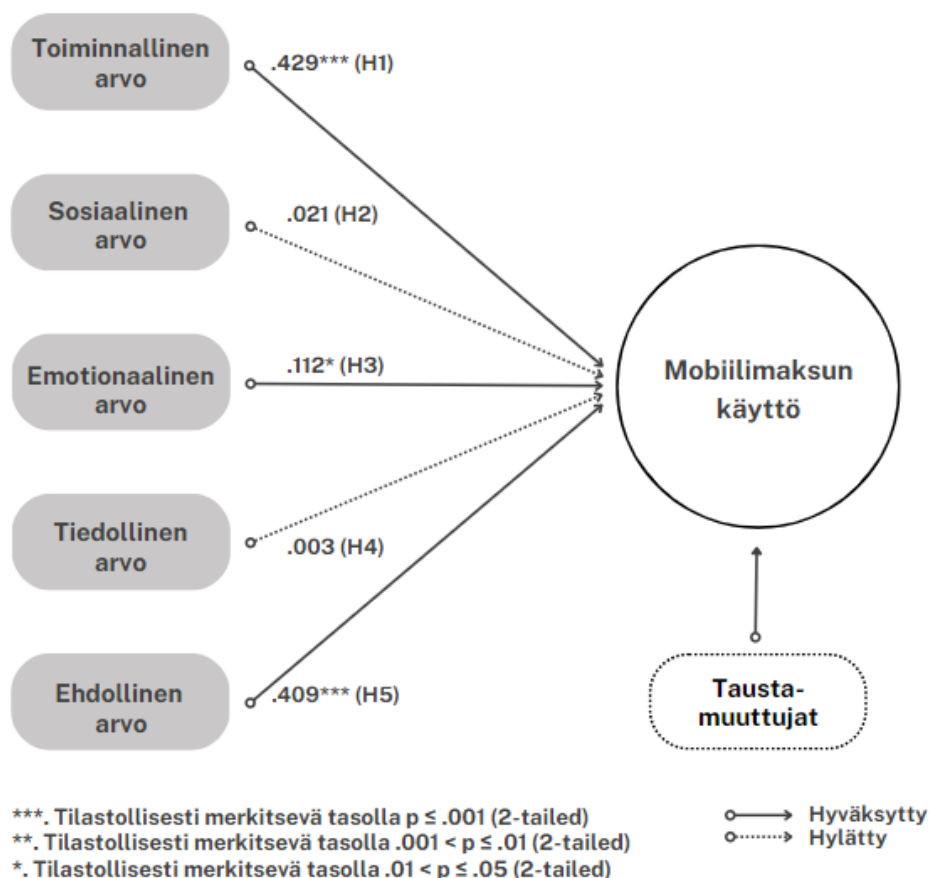 Toiminnallinen
arvo
.429*** (H1)
Sosiaalinen
arvo
.021 (H2)
Emotionaalinen
arvo
.112* (H3)
Mobiilimaksun
käyttö
Tiedollinen
arvo
.003 (H4)
Ehdollinen
arvo
.409*** (H5)
Tausta-
muuttujat
***. Tilastollisesti merkitsevä tasolla p ≤ .001 (2-tailed)
**. Tilastollisesti merkitsevä tasolla .001 < p ≤ .01 (2-tailed)
*. Tilastollisesti merkitsevä tasolla .01 < p ≤ .05 (2-tailed)
Hyväksytty
Hylätty